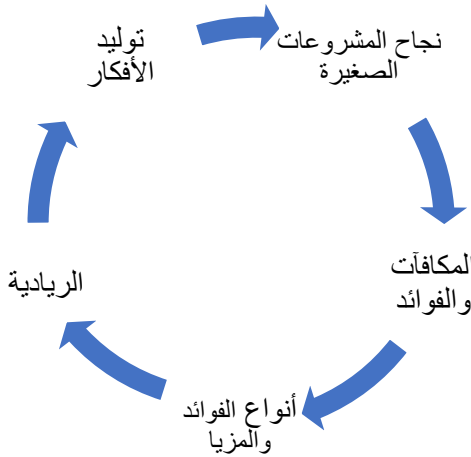 نجاح المشروعات
الصغيرة
المكافآت
والفوائد
أنواع الفوائد
والمزيا
الريادية
توليد
الأفكار